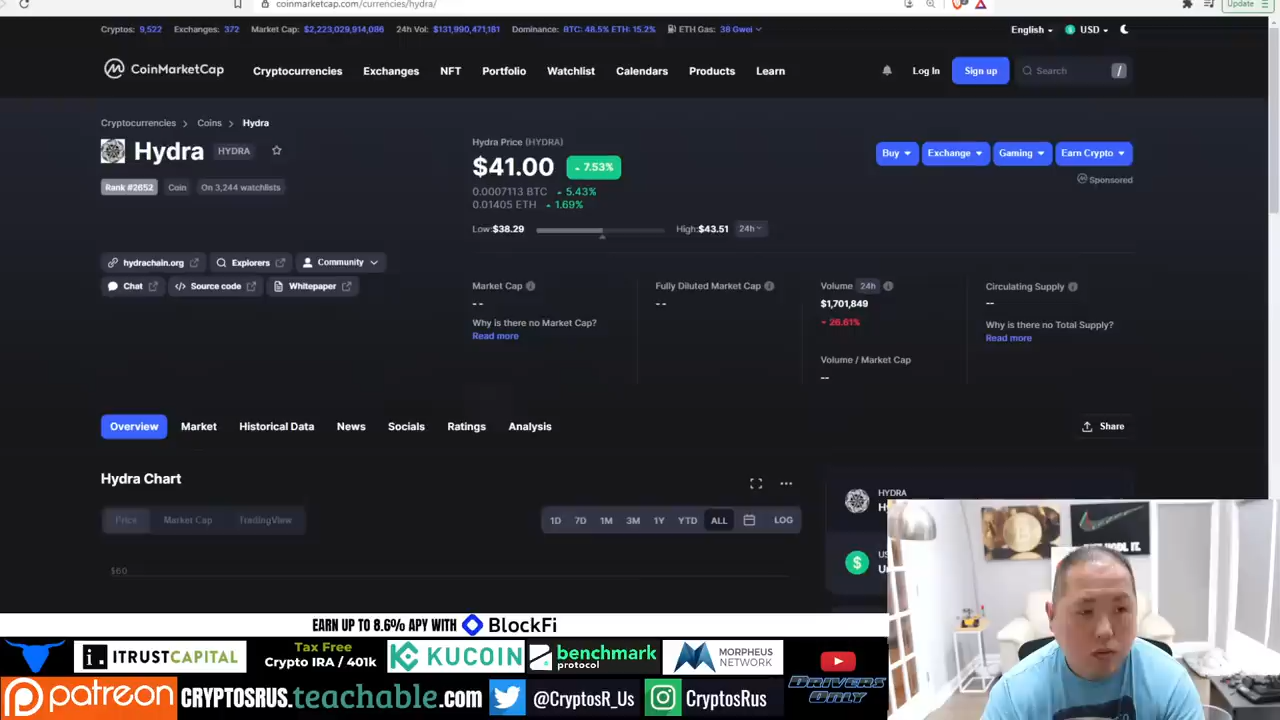 coinmarketcap.com/currencies/hydra/
Update
Cryptos: 9,522 Exchanges: 372 Market Cap: $2,223,029,914,086 24h Vol: $131,990,471,181 Dominance: BTC: 48.5% ETH: 15.2% ETH Gas: 38 Gwei
English USD
CoinMarketCap Cryptocurrencies Exchanges NFT Portfolio Watchlist Calendars Products Learn Log In Sign up Search /
Cryptocurrencies Coins Hydra
Hydra HYDRA
Rank #2652 Coin On 3,244 watchlists
Hydra Price (HYDRA)
$41.00 7.53%
0.0007113 BTC 5.43%
0.01405 ETH 1.69%
Low: $38.29 High: $43.51 24h
Buy Exchange Gaming Earn Crypto
Sponsored
hydrachain.org Explorers Community
Chat Source code Whitepaper
Market Cap
--
Why is there no Market Cap?
Read more
Fully Diluted Market Cap
--
Volume 24h
$1,701,849
26.61%
Volume / Market Cap
--
Circulating Supply
--
Why is there no Total Supply?
Read more
Overview Market Historical Data News Socials Ratings Analysis Share
Hydra Chart
Price Market Cap TradingView 1D 7D 1M 3M 1Y YTD ALL LOG
$60
HYDRA
H
US
U
EARN UP TO 8.6% APY WITH BlockFi
i. ITRUSTCAPITAL
Tax Free
Crypto IRA / 401k
KUCOIN
benchmark
protocol
MORPHEUS
NETWORK
DRIVERS
ONLY
patreon CRYPTOSRUS.teachable.com @CryptosR_Us CryptosRus